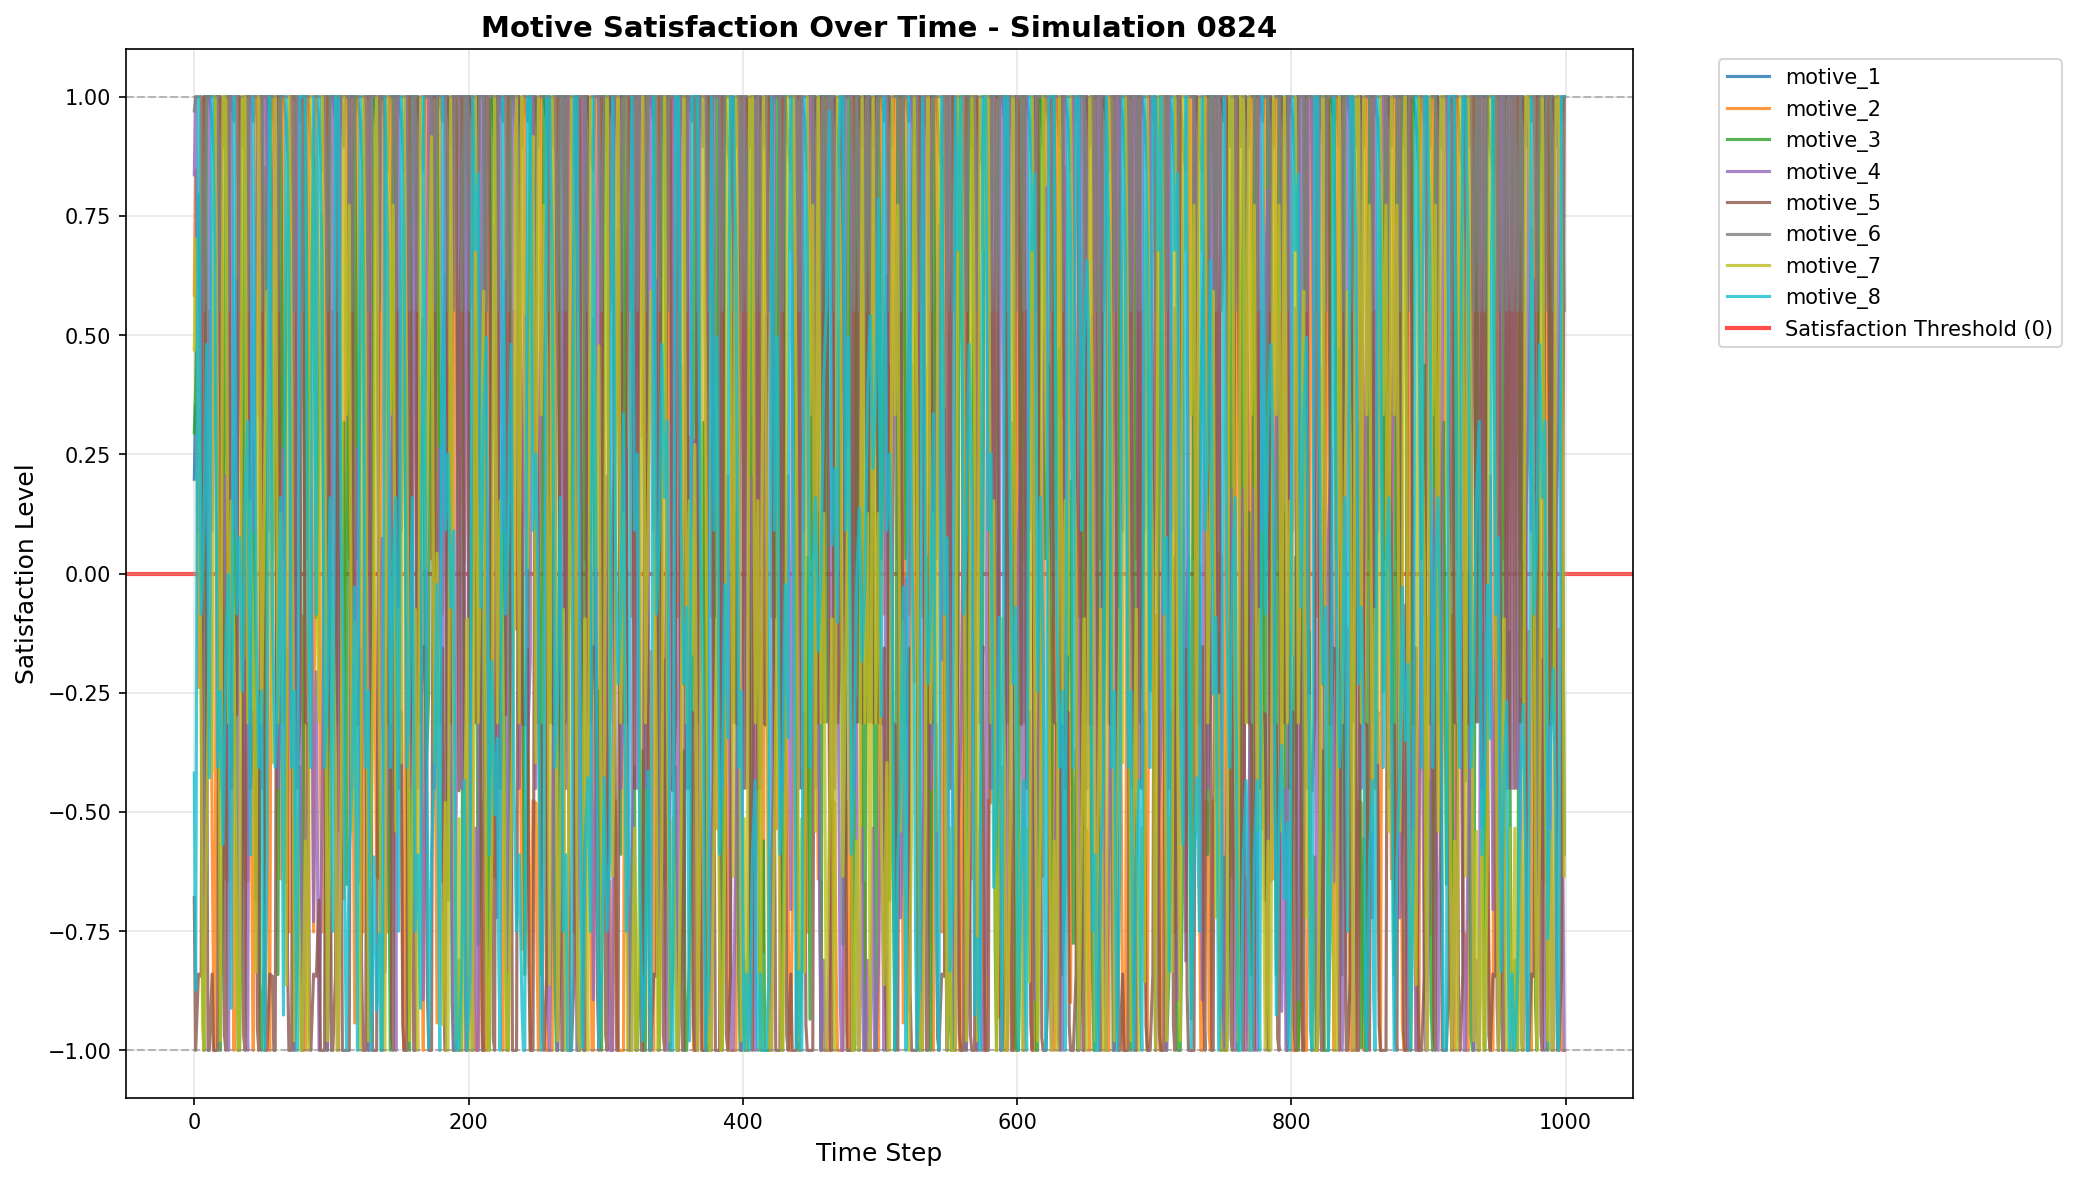 Motive Satisfaction Over Time - Simulation 0824
Satisfaction Level
1.00
0.75
0.50
0.25
0.00
−0.25
−0.50
−0.75
−1.00
0
200
400
600
800
1000
Time Step
motive_1
motive_2
motive_3
motive_4
motive_5
motive_6
motive_7
motive_8
Satisfaction Threshold (0)